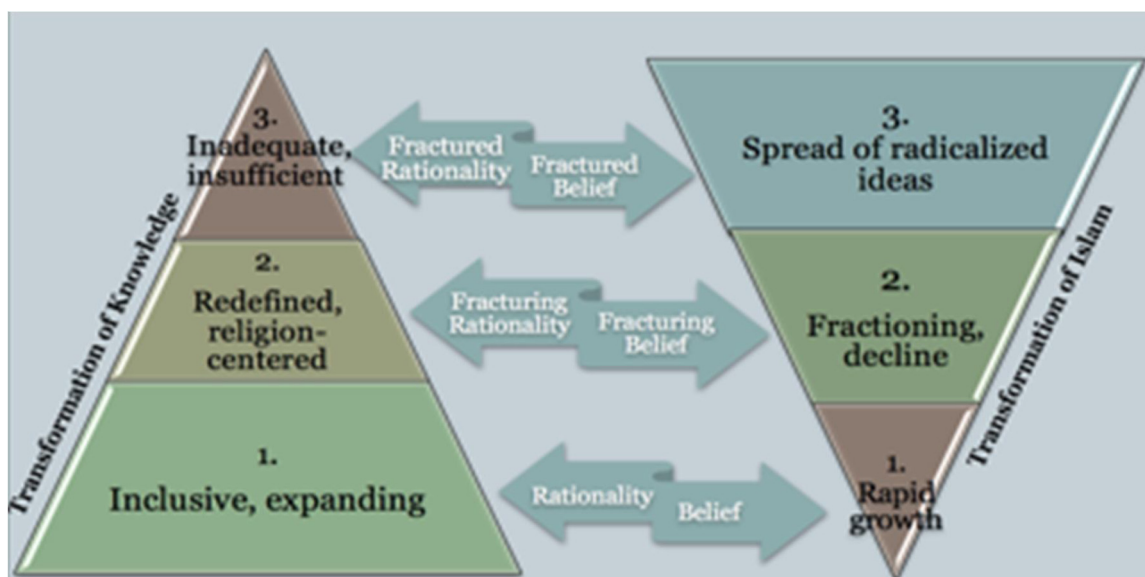 Transformation of Knowledge
3.
Inadequate,
insufficient
2.
Redefined,
religion-
centered
1.
Inclusive, expanding
Fractured
Rationality
Fractured
Belief
Fracturing
Rationality
Fracturing
Belief
Rationality
Belief
3.
Spread of radicalized
ideas
2.
Fractioning,
decline
1.
Rapid
growth
Transformation of Islam